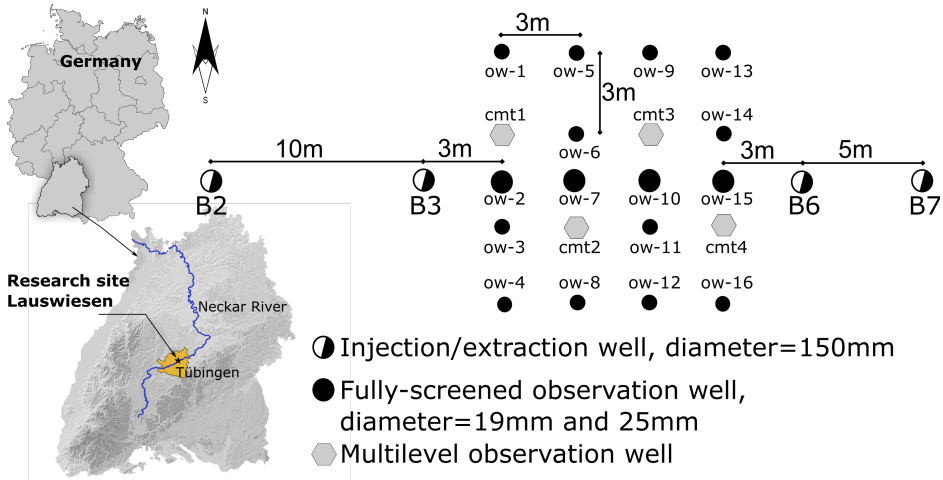 Germany
N
S
3m
ow-1
ow-5
ow-9
ow-13
3m
cmt1
cmt3
ow-14
ow-6
10m
3m
3m
5m
B2
B3
ow-2
ow-7
ow-10
ow-15
B6
B7
ow-3
cmt2
ow-11
cmt4
ow-4
ow-8
ow-12
ow-16
Research site
Lauswiesen
Neckar River
Tübingen
Injection/extraction well, diameter=150mm
Fully-screened observation well,
diameter=19mm and 25mm
Multilevel observation well